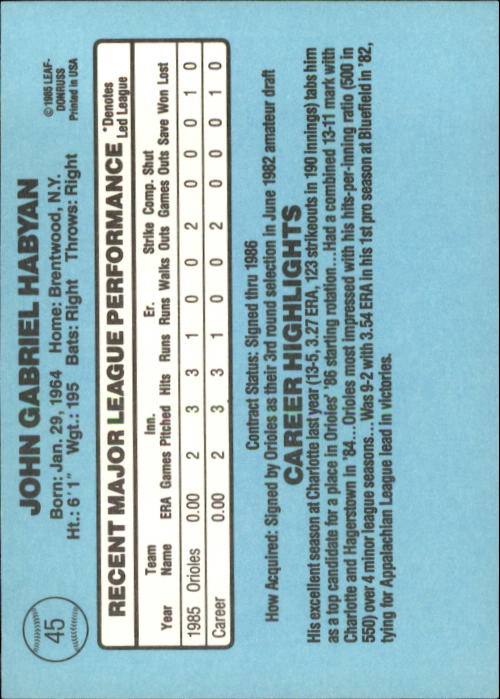 45
JOHN GABRIEL HABYAN
Born: Jan. 29, 1964 Home: Brentwood, N.Y.
Ht.: 6'1" Wgt.: 195 Bats: Right Throws: Right
©1985 LEAF-
DONRUSS
Printed in USA
RECENT MAJOR LEAGUE PERFORMANCE
*Denotes
Led League
Team Inn. Er. Strike Comp. Shut
Year Name ERA Games Pitched Hits Runs Runs Walks Outs Games Outs Save Won Lost
1985 Orioles 0.00 2 3 3 1 0 0 2 0 0 0 1 0
Career 0.00 2 3 3 1 0 0 2 0 0 0 1 0
Contract Status: Signed thru 1986
How Acquired: Signed by Orioles as their 3rd round selection in June 1982 amateur draft
CAREER HIGHLIGHTS
His excellent season at Charlotte last year (13-5, 3.27 ERA, 123 strikeouts in 190 innings) tabs him
as a top candidate for a place in Orioles' '86 starting rotation...Had a combined 13-11 mark with
Charlotte and Hagerstown in '84...Orioles most impressed with his hits-per-inning ratio (500 in
550) over 4 minor league seasons...Was 9-2 with 3.54 ERA in his 1st pro season at Bluefield in '82,
tying for Appalachian League lead in victories.